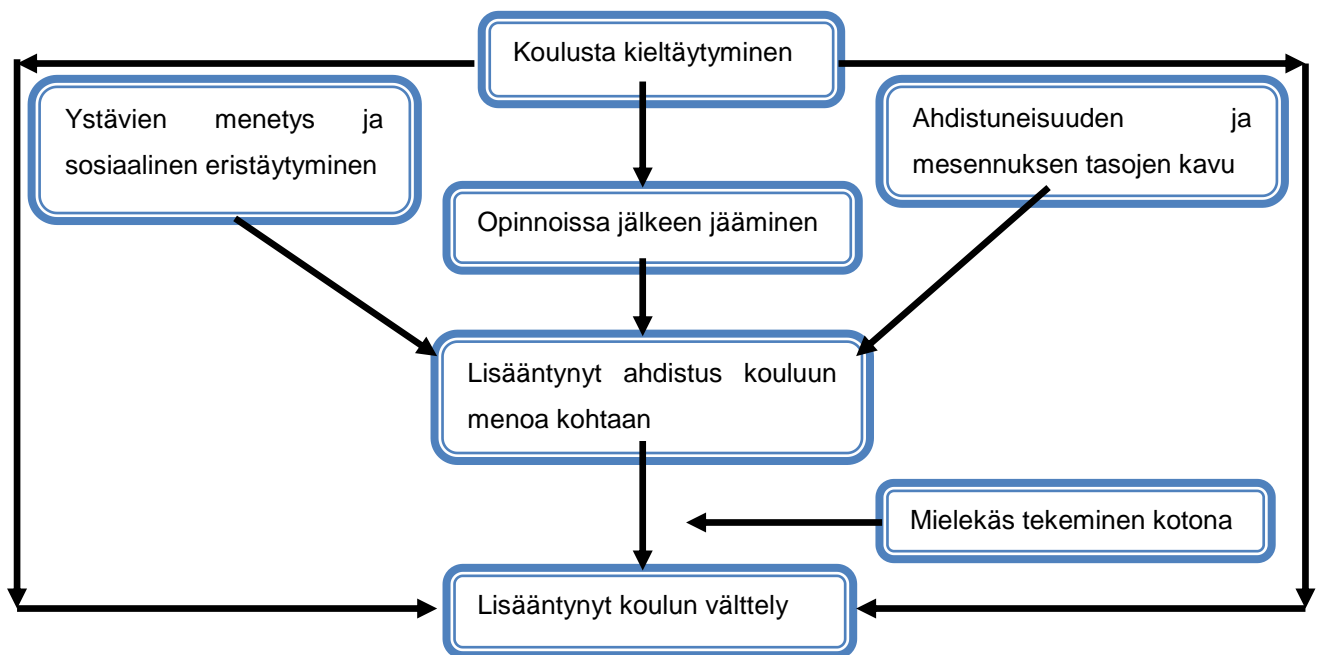 Koulusta kieltäytyminen
Ystävien menetys ja
sosiaalinen eristäytyminen
Ahdistuneisuuden ja
mesennuksen tasojen kavu
Opinnoissa jälkeen jääminen
Lisääntynyt ahdistus kouluun
menoa kohtaan
Mielekäs tekeminen kotona
Lisääntynyt koulun välttely